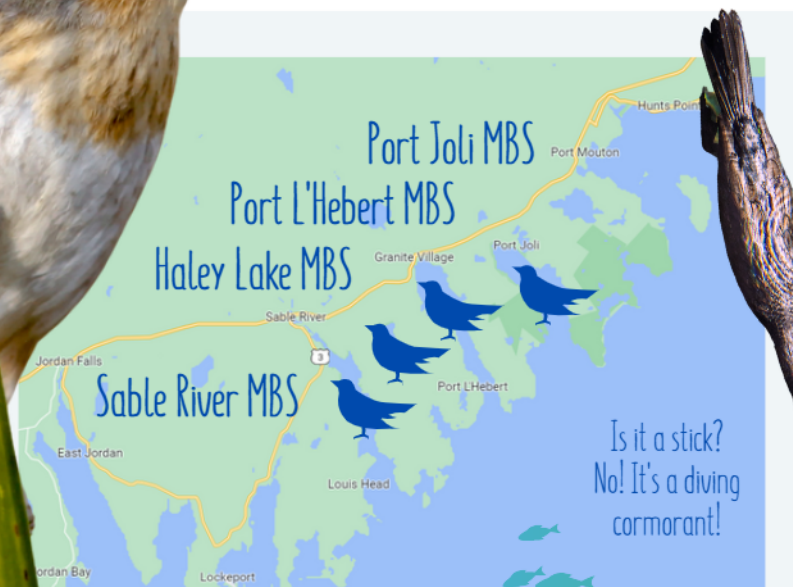 Hunts Poin
Port Joli MBS
Port Mouton
Port L'Hebert MBS
Port Joli
Haley Lake MBS
Granite Village
Sable River
3
Jordan Falls
Sable River MBS
Port LHebert
Is it a stick?
No! It's a diving
cormorant!
East Jordan
Louis Head
ordan Bay
Lockeport